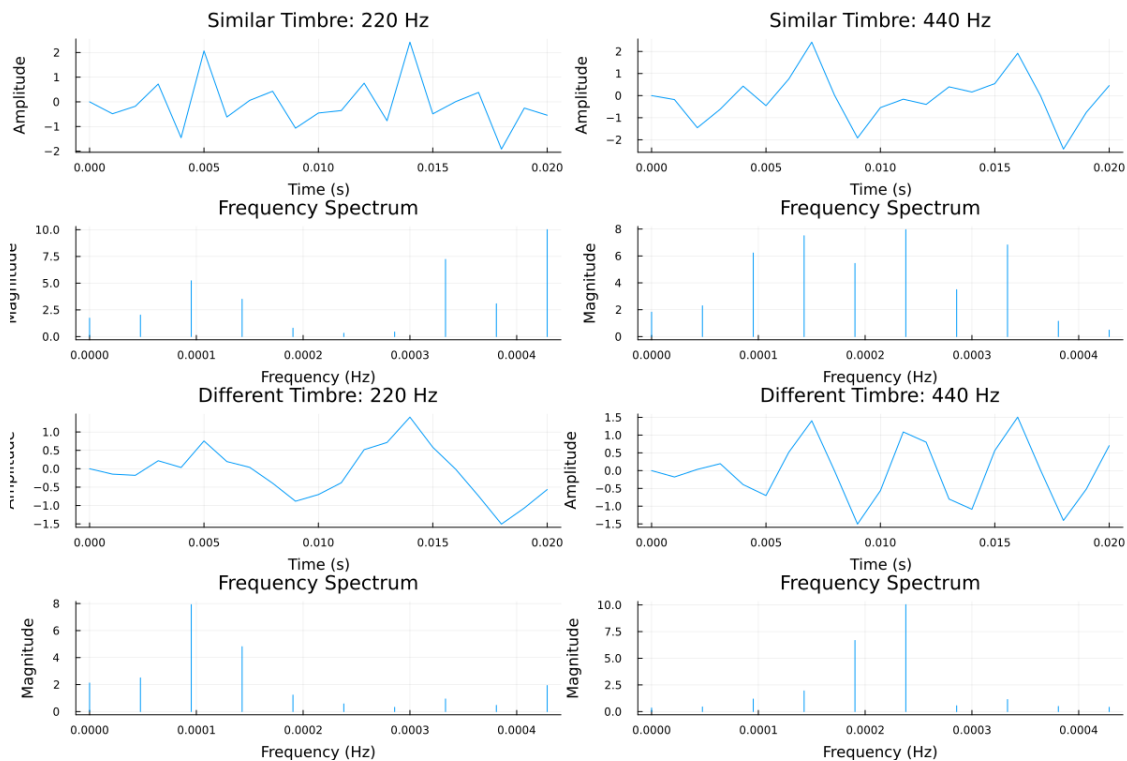 Similar Timbre: 220 Hz
Amplitude
2
1
0
−1
−2
0.000 0.005 0.010 0.015 0.020
Time (s)
Similar Timbre: 440 Hz
Amplitude
2
1
0
−1
−2
0.000 0.005 0.010 0.015 0.020
Time (s)
Frequency Spectrum
Magnitude
10.0
7.5
5.0
2.5
0.0
0.0000 0.0001 0.0002 0.0003 0.0004
Frequency (Hz)
Frequency Spectrum
Magnitude
8
6
4
2
0
0.0000 0.0001 0.0002 0.0003 0.0004
Frequency (Hz)
Different Timbre: 220 Hz
Amplitude
1.0
0.5
0.0
−0.5
−1.0
−1.5
0.000 0.005 0.010 0.015 0.020
Time (s)
Different Timbre: 440 Hz
Amplitude
1.5
1.0
0.5
0.0
−0.5
−1.0
−1.5
0.000 0.005 0.010 0.015 0.020
Time (s)
Frequency Spectrum
Magnitude
8
6
4
2
0
0.0000 0.0001 0.0002 0.0003 0.0004
Frequency (Hz)
Frequency Spectrum
Magnitude
10.0
7.5
5.0
2.5
0.0
0.0000 0.0001 0.0002 0.0003 0.0004
Frequency (Hz)